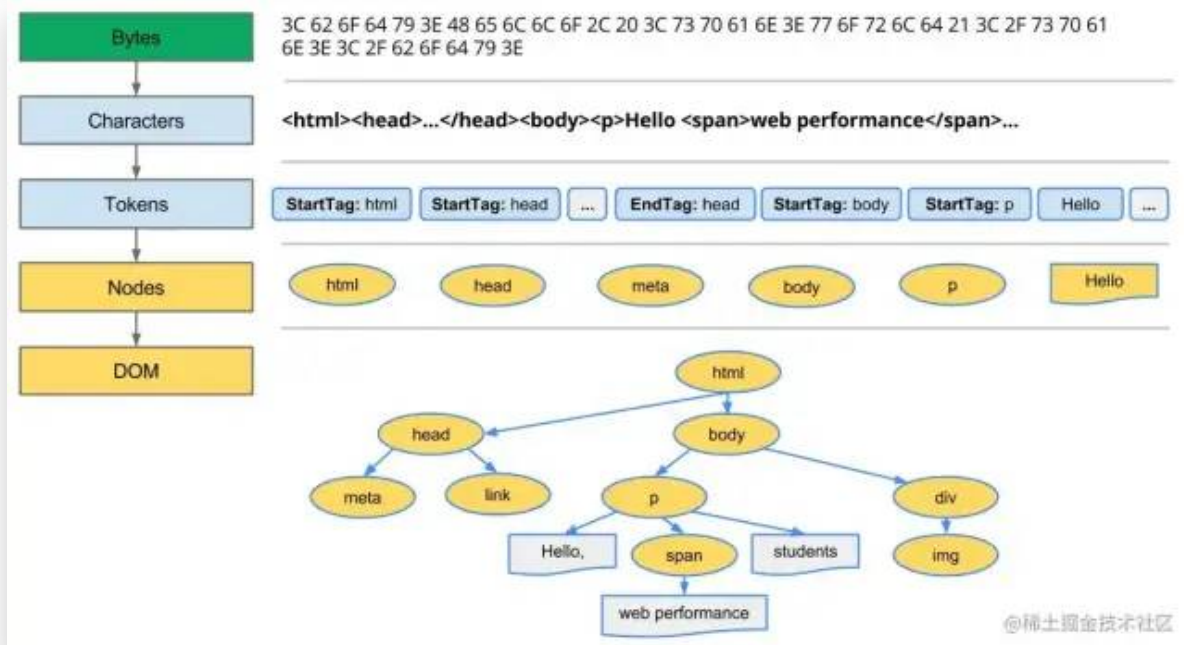 Bytes
3C 62 6F 64 79 3E 48 65 6C 6C 6F 2C 20 3C 73 70 61 6E 3E 77 6F 72 6C 64 21 3C 2F 73 70 61
6E 3E 3C 2F 62 6F 64 79 3E
Characters
<html><head>...</head><body><p>Hello <span>web performance</span>...
Tokens
StartTag: html StartTag: head ... EndTag: head StartTag: body StartTag: p Hello ...
Nodes
html head meta body p Hello
DOM
html
head body
meta link p div
Hello, span students img
web performance
@稀土掘金技术社区